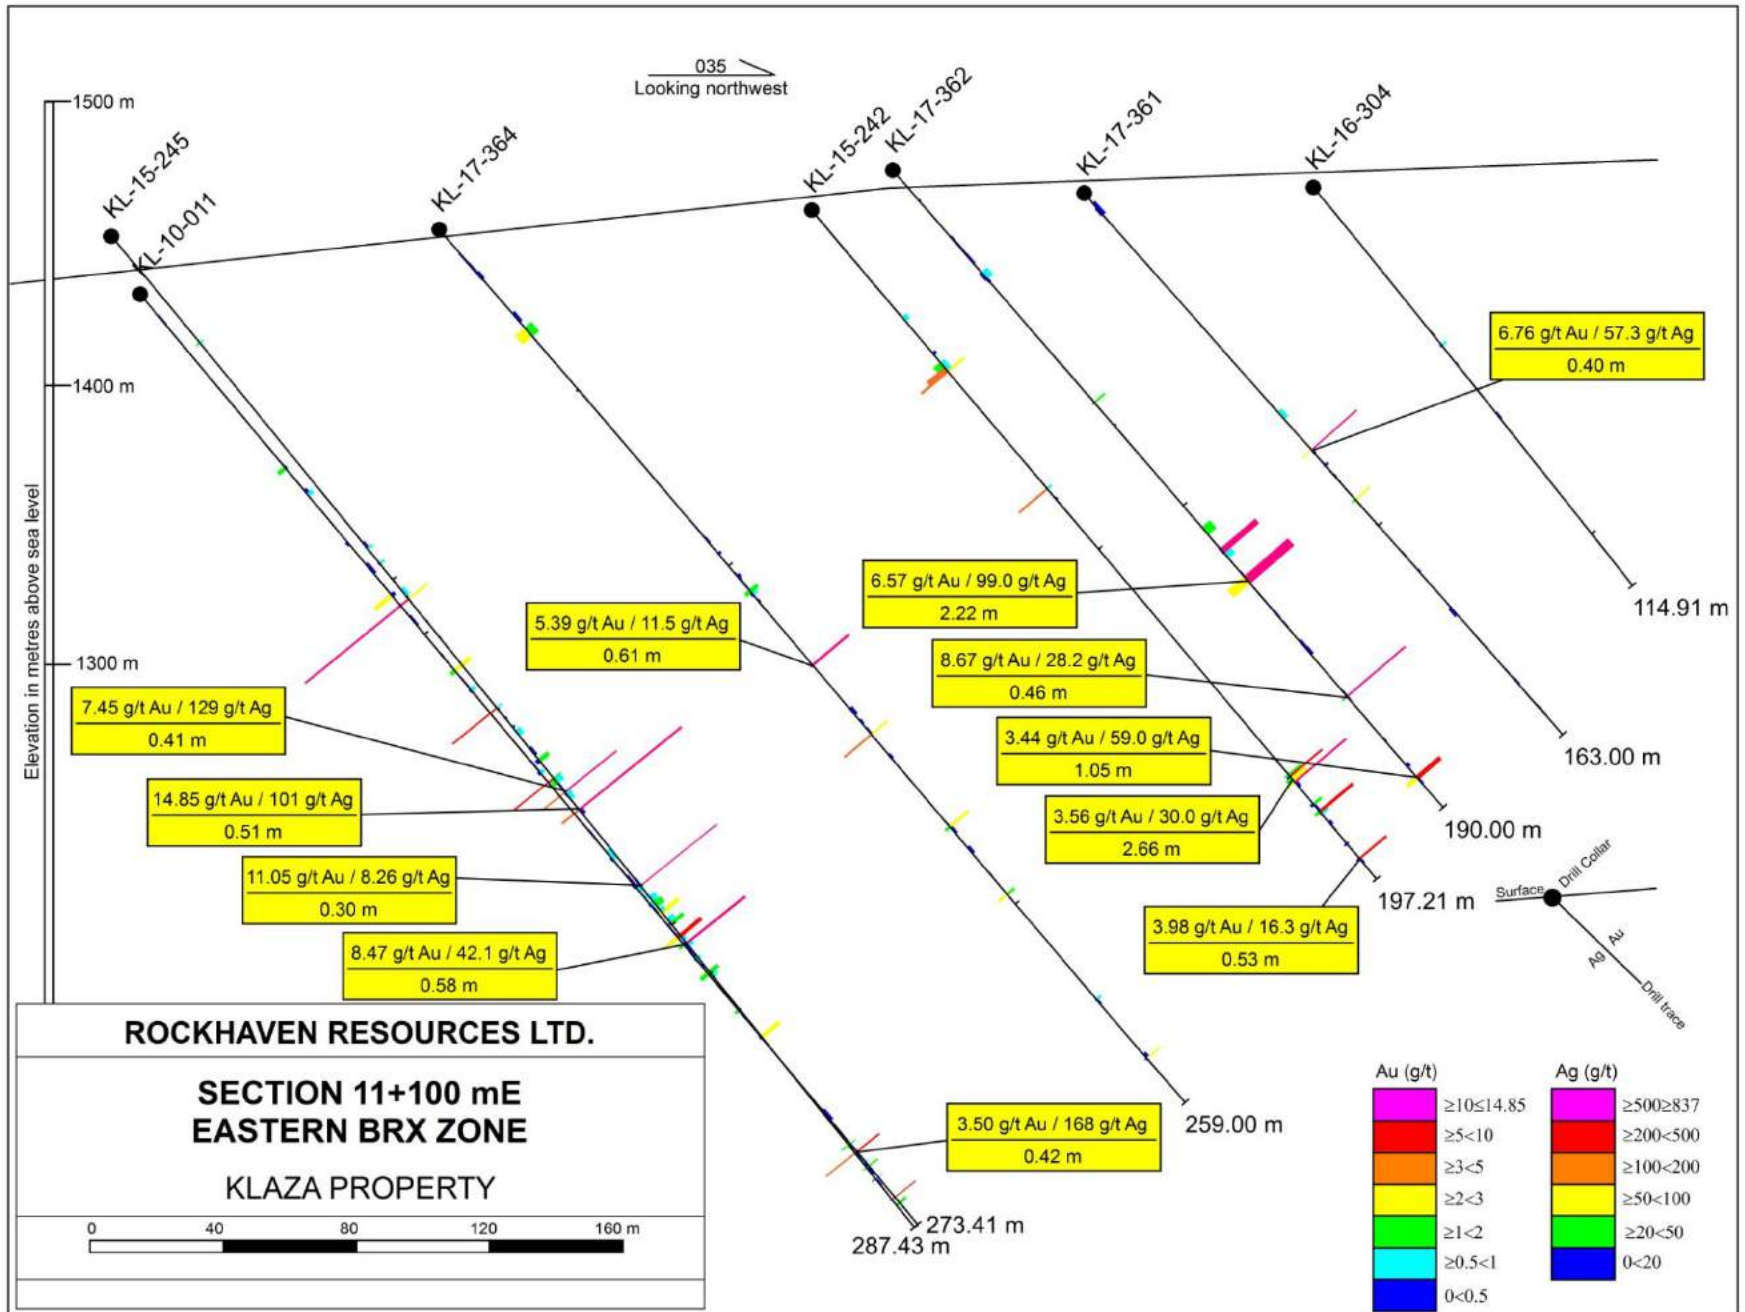 035
Looking northwest
1500 m
1400 m
1300 m
Elevation in metres above sea level
KL-15-245
KL-10-011
KL-17-364
KL-15-242
KL-17-362
KL-17-361
KL-16-304
6.76 g/t Au / 57.3 g/t Ag
0.40 m
6.57 g/t Au / 99.0 g/t Ag
2.22 m
5.39 g/t Au / 11.5 g/t Ag
0.61 m
8.67 g/t Au / 28.2 g/t Ag
0.46 m
7.45 g/t Au / 129 g/t Ag
0.41 m
3.44 g/t Au / 59.0 g/t Ag
1.05 m
14.85 g/t Au / 101 g/t Ag
0.51 m
3.56 g/t Au / 30.0 g/t Ag
2.66 m
11.05 g/t Au / 8.26 g/t Ag
0.30 m
3.98 g/t Au / 16.3 g/t Ag
0.53 m
8.47 g/t Au / 42.1 g/t Ag
0.58 m
3.50 g/t Au / 168 g/t Ag
0.42 m
114.91 m
163.00 m
190.00 m
197.21 m
259.00 m
273.41 m
287.43 m
Surface
Drill Collar
Au
Ag
Drill trace
ROCKHAVEN RESOURCES LTD.
SECTION 11+100 mE
EASTERN BRX ZONE
KLAZA PROPERTY
0 40 80 120 160 m
Au (g/t)
≥10≤14.85
≥5<10
≥3<5
≥2<3
≥1<2
≥0.5<1
0<0.5
Ag (g/t)
≥500≥837
≥200<500
≥100<200
≥50<100
≥20<50
0<20